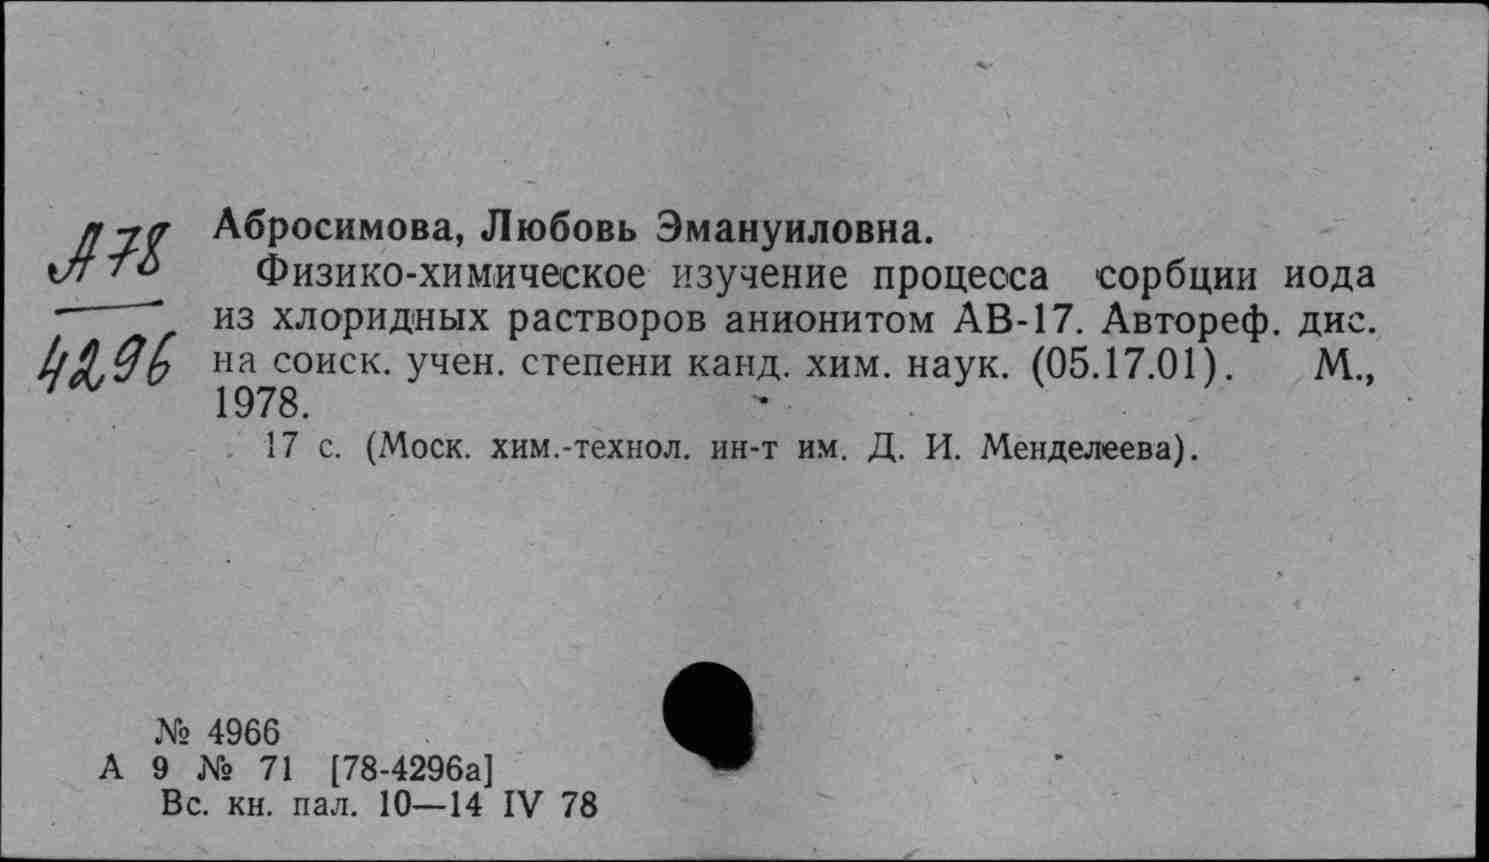 А78
4296
Абросимова, Любовь Эмануиловна.
Физико-химическое изучение процесса сорбции иода
из хлоридных растворов анионитом АВ-17. Автореф. дис.
на соиск. учен. степени канд. хим. наук. (05.17.01). М.,
1978.
17 с. (Моск. хим.-технол. ин-т им. Д. И. Менделеева).
№ 4966
А 9 № 71 [78-4296а]
Вс. кн. пал. 10—14 IV 78